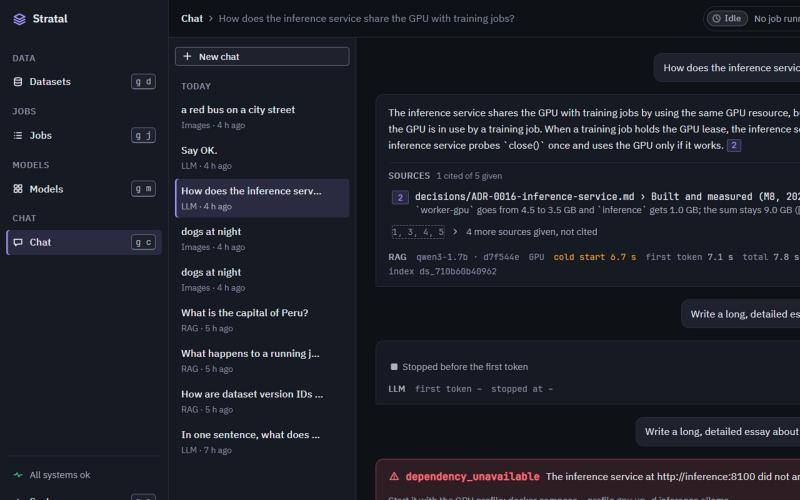 Stratal
DATA
Datasets g d
JOBS
Jobs g j
MODELS
Models g m
CHAT
Chat g c
All systems ok
Chat › How does the inference service share the GPU with training jobs?
Idle No job
+ New chat
TODAY
a red bus on a city street
Images · 4 h ago
Say OK.
LLM · 4 h ago
How does the inference serv...
LLM · 4 h ago
dogs at night
Images · 4 h ago
dogs at night
Images · 4 h ago
What is the capital of Peru?
RAG · 5 h ago
What happens to a running j...
RAG · 5 h ago
How are dataset version IDs ...
RAG · 5 h ago
In one sentence, what does ...
LLM · 7 h ago
How does the inference
The inference service shares the GPU with training jobs by using the same GPU resource,
the GPU is in use by a training job. When a training job holds the GPU lease, the inference
inference service probes `close()` once and uses the GPU only if it works. 2
SOURCES 1 cited of 5 given
2 decisions/ADR-0016-inference-service.md › Built and measured (M8,
`worker-gpu` goes from 4.5 to 3.5 GB and `inference` gets 1.0 GB; the sum stays 9.0 GB
1, 3, 4, 5 › 4 more sources given, not cited
RAG qwen3-1.7b · d7f544e GPU cold start 6.7 s first token 7.1 s total 7.8 s
index ds_710b60b40962
Write a long, detailed
Stopped before the first token
LLM first token – stopped at –
Write a long, detailed essay about
dependency_unavailable The inference service at http://inference:8100 did not